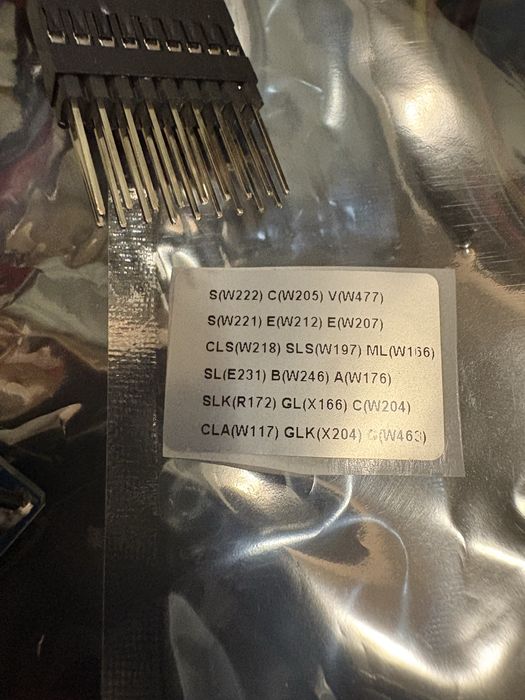 S(W222) C(W205) V(W477)
S(W221) E(W212) E(W207)
CLS(W218) SLS(W197) ML(W166)
SL(E231) B(W246) A(W176)
SLK(R172) GL(X166) C(W204)
CLA(W117) GLK(X204) G(W463)